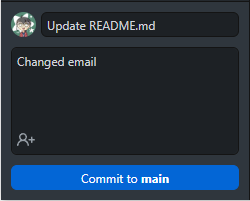 Update README.md
Changed email
Commit to main